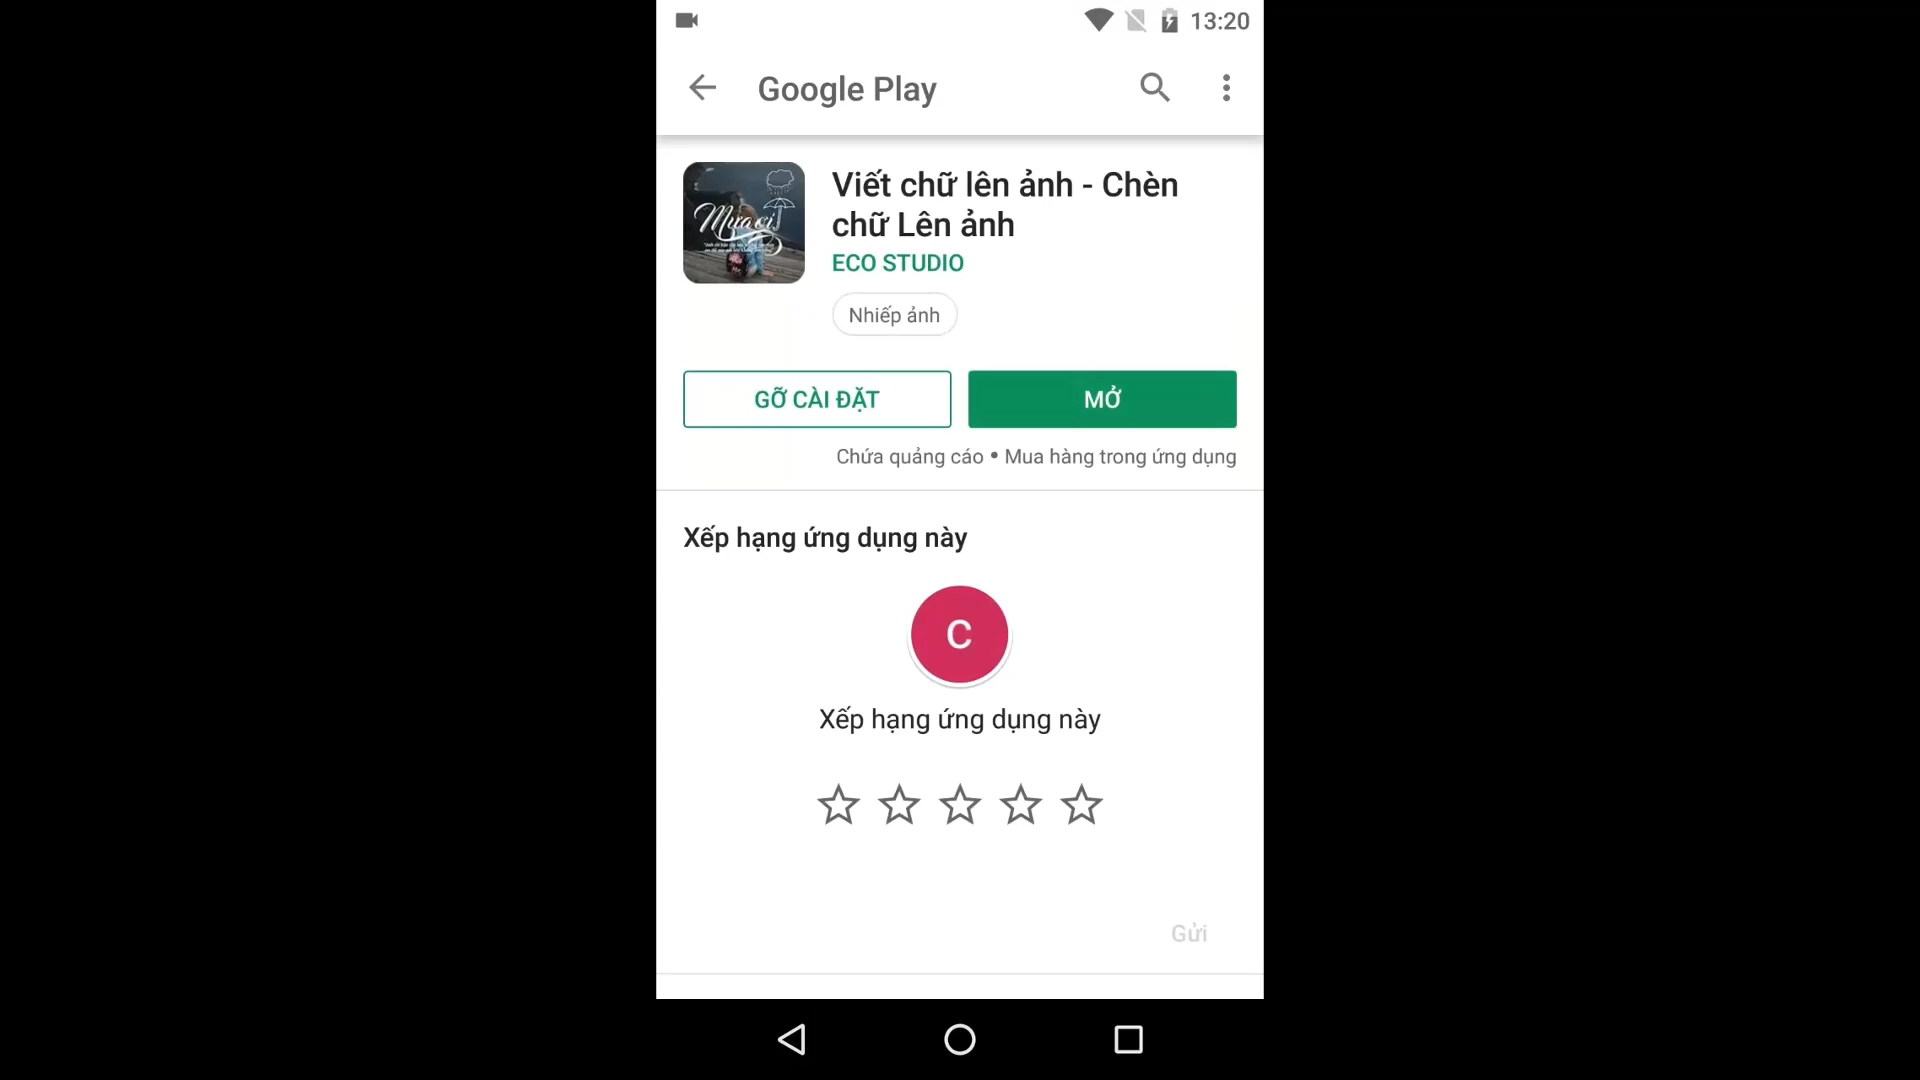 13:20
Google Play
Mưa ơi
Viết chữ lên ảnh - Chèn
chữ Lên ảnh
ECO STUDIO
Nhiếp ảnh
GỠ CÀI ĐẶT
MỞ
Chứa quảng cáo • Mua hàng trong ứng dụng
Xếp hạng ứng dụng này
C
Xếp hạng ứng dụng này
Gửi